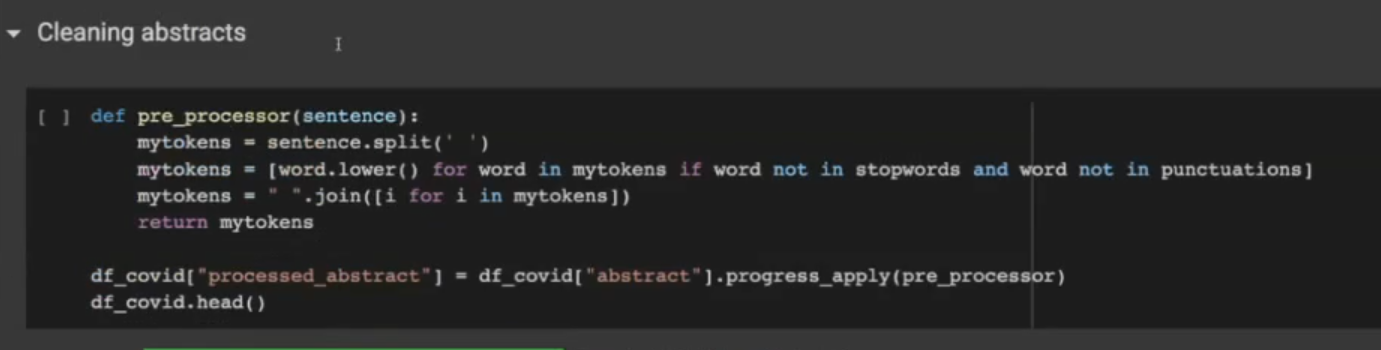 Cleaning abstracts
[ ] def pre_processor(sentence):
mytokens = sentence.split(' ')
mytokens = [word.lower() for word in mytokens if word not in stopwords and word not in punctuations]
mytokens = " ".join([i for i in mytokens])
return mytokens
df_covid["processed_abstract"] = df_covid["abstract"].progress_apply(pre_processor)
df_covid.head()